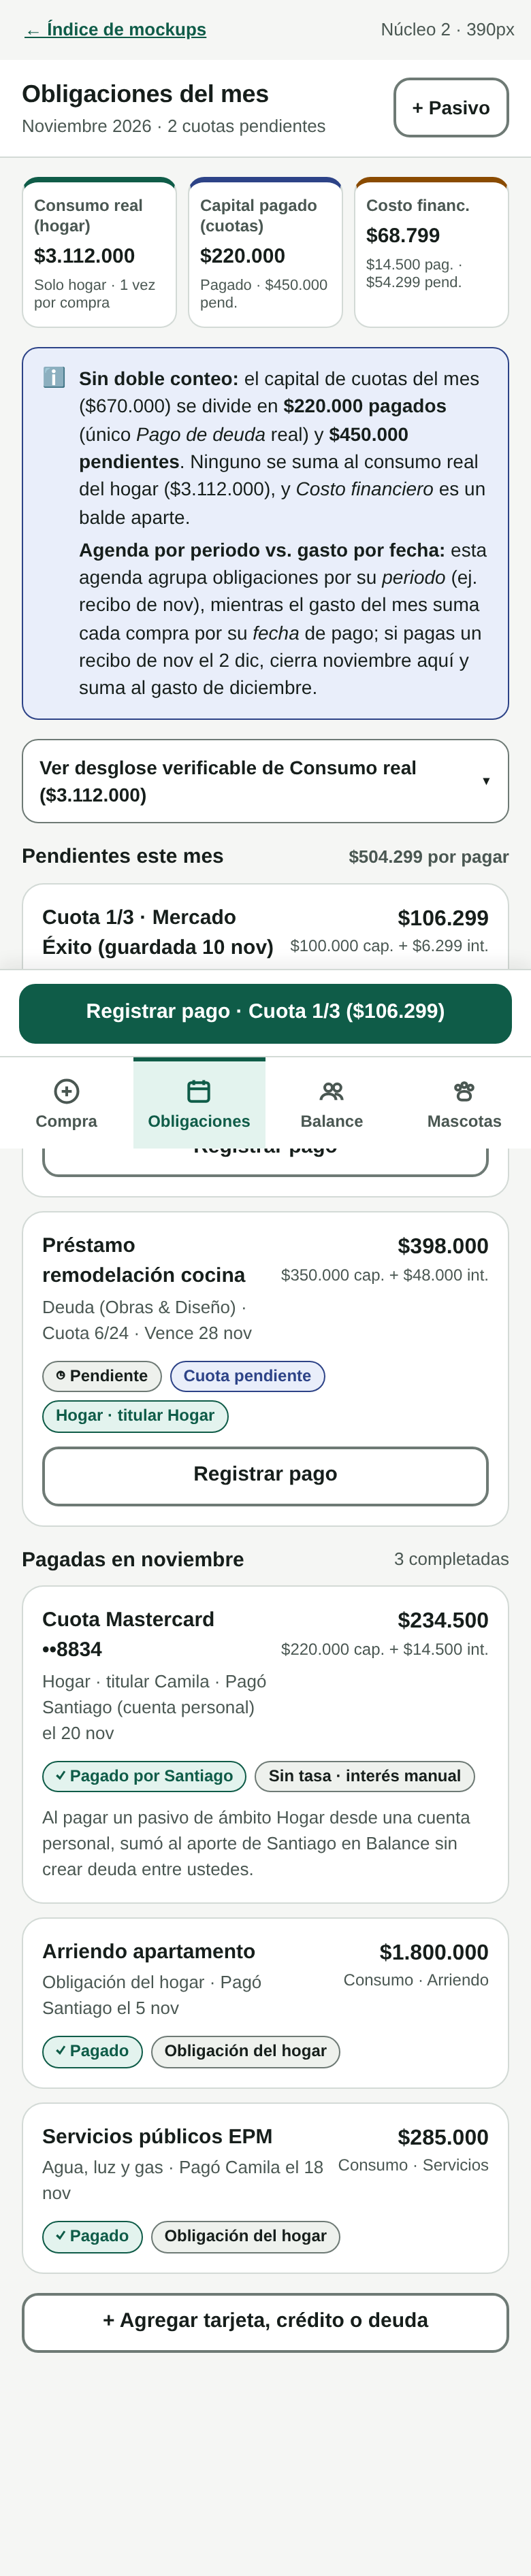 ← Índice de mockups
Núcleo 2 · 390px
Obligaciones del mes
Noviembre 2026 · 2 cuotas pendientes
+ Pasivo
Consumo real
(hogar)
$3.112.000
Solo hogar · 1 vez
por compra
Capital pagado
(cuotas)
$220.000
Pagado · $450.000
pend.
Costo financ.
$68.799
$14.500 pag. ·
$54.299 pend.
Sin doble conteo: el capital de cuotas del mes
($670.000) se divide en $220.000 pagados
(único Pago de deuda real) y $450.000
pendientes. Ninguno se suma al consumo real
del hogar ($3.112.000), y Costo financiero es un
balde aparte.
Agenda por periodo vs. gasto por fecha: esta
agenda agrupa obligaciones por su periodo (ej.
recibo de nov), mientras el gasto del mes suma
cada compra por su fecha de pago; si pagas un
recibo de nov el 2 dic, cierra noviembre aquí y
suma al gasto de diciembre.
Ver desglose verificable de Consumo real
($3.112.000)
Pendientes este mes
$504.299 por pagar
Cuota 1/3 · Mercado
Éxito (guardada 10 nov)
$106.299
$100.000 cap. + $6.299 int.
Registrar pago · Cuota 1/3 ($106.299)
Compra
Obligaciones
Balance
Mascotas
Registrar pago
Préstamo
remodelación cocina
$398.000
$350.000 cap. + $48.000 int.
Deuda (Obras & Diseño) ·
Cuota 6/24 · Vence 28 nov
Pendiente
Cuota pendiente
Hogar · titular Hogar
Registrar pago
Pagadas en noviembre
3 completadas
Cuota Mastercard
••8834
$234.500
$220.000 cap. + $14.500 int.
Hogar · titular Camila · Pagó
Santiago (cuenta personal)
el 20 nov
✓ Pagado por Santiago
Sin tasa · interés manual
Al pagar un pasivo de ámbito Hogar desde una cuenta
personal, sumó al aporte de Santiago en Balance sin
crear deuda entre ustedes.
Arriendo apartamento
$1.800.000
Obligación del hogar · Pagó
Santiago el 5 nov
Consumo · Arriendo
✓ Pagado
Obligación del hogar
Servicios públicos EPM
$285.000
Agua, luz y gas · Pagó Camila el 18
nov
Consumo · Servicios
✓ Pagado
Obligación del hogar
+ Agregar tarjeta, crédito o deuda